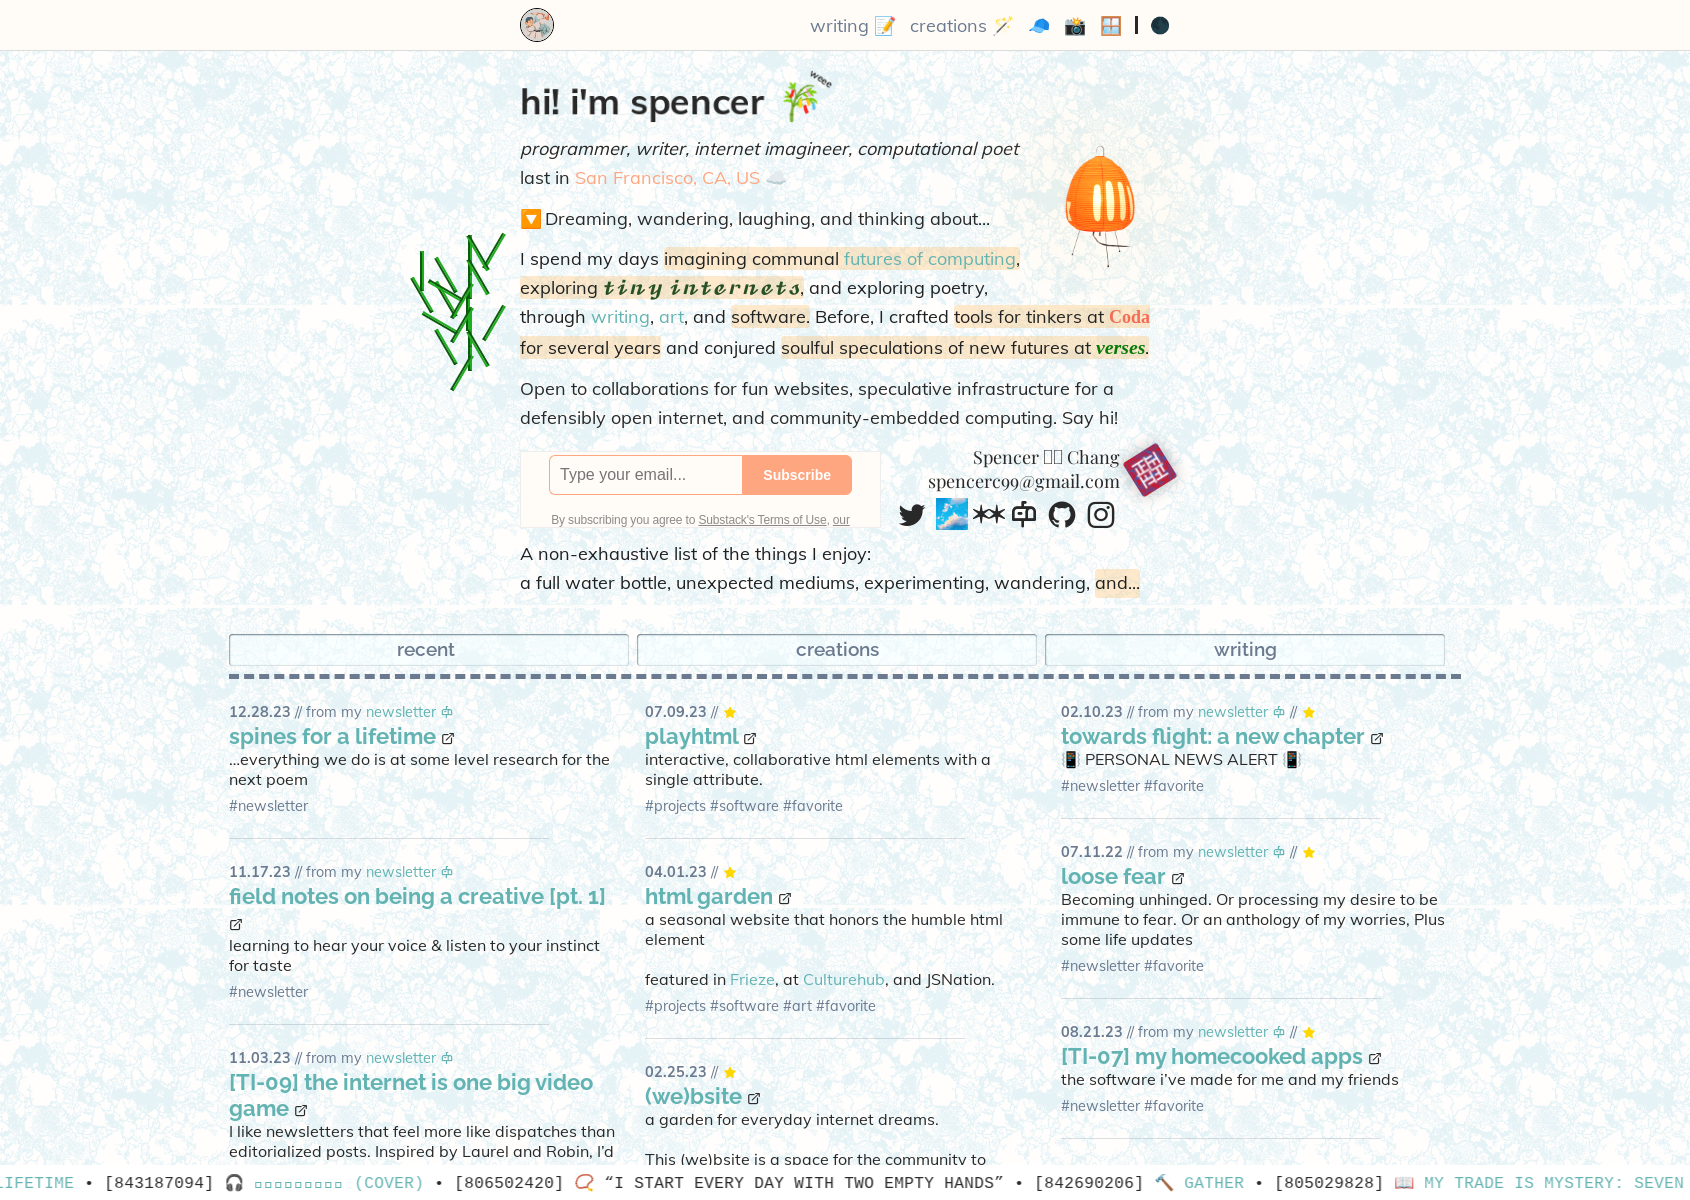 writing 📝 creations 🪄 🧢 📸 🪟 | 🌑
hi! i'm spencer
weee
programmer, writer, internet imagineer, computational poet
last in San Francisco, CA, US ☁️
🔽 Dreaming, wandering, laughing, and thinking about...
I spend my days imagining communal futures of computing,
exploring tiny internets, and exploring poetry,
through writing, art, and software. Before, I crafted tools for tinkers at Coda
for several years and conjured soulful speculations of new futures at verses.
Open to collaborations for fun websites, speculative infrastructure for a
defensibly open internet, and community-embedded computing. Say hi!
Type your email...
Subscribe
By subscribing you agree to Substack's Terms of Use, our
Spencer Chang
spencerc99@gmail.com
A non-exhaustive list of the things I enjoy:
a full water bottle, unexpected mediums, experimenting, wandering, and...
recent
creations
writing
12.28.23 // from my newsletter
spines for a lifetime
...everything we do is at some level research for the
next poem
#newsletter
11.17.23 // from my newsletter
field notes on being a creative [pt. 1]
learning to hear your voice & listen to your instinct
for taste
#newsletter
11.03.23 // from my newsletter
[TI-09] the internet is one big video
game
I like newsletters that feel more like dispatches than
editorialized posts. Inspired by Laurel and Robin, I'd
07.09.23 // ⭐
playhtml
interactive, collaborative html elements with a
single attribute.
#projects #software #favorite
04.01.23 // ⭐
html garden
a seasonal website that honors the humble html
element
featured in Frieze, at Culturehub, and JSNation.
#projects #software #art #favorite
02.25.23 // ⭐
(we)bsite
a garden for everyday internet dreams.
This (we)bsite is a space for the community to
02.10.23 // from my newsletter // ⭐
towards flight: a new chapter
📳 PERSONAL NEWS ALERT 📳
#newsletter #favorite
07.11.22 // from my newsletter // ⭐
loose fear
Becoming unhinged. Or processing my desire to be
immune to fear. Or an anthology of my worries, Plus
some life updates
#newsletter #favorite
08.21.23 // from my newsletter // ⭐
[TI-07] my homecooked apps
the software i've made for me and my friends
#newsletter #favorite
LIFETIME • [843187094] 🎧 (COVER) • [806502420] 📿 “I START EVERY DAY WITH TWO EMPTY HANDS” • [842690206] 🔨 GATHER • [805029828] 📖 MY TRADE IS MYSTERY: SEVEN